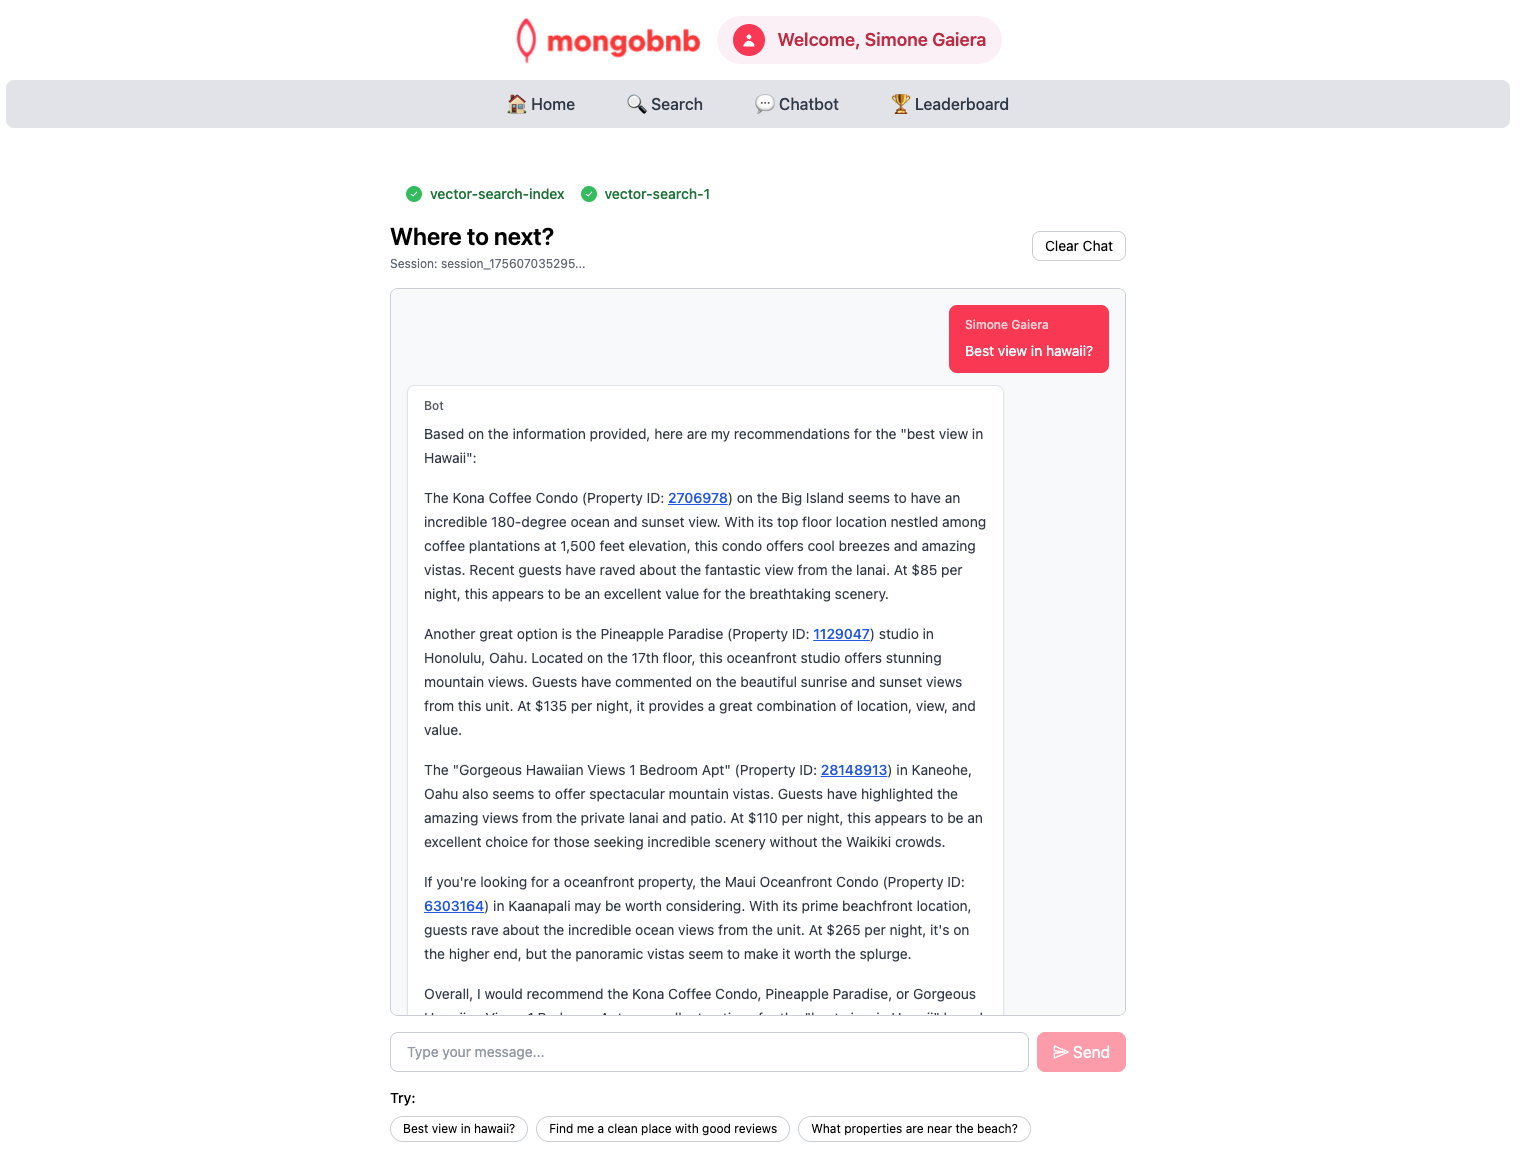 mongobnb
Welcome, Simone Gaiera
Home
Search
Chatbot
Leaderboard
vector-search-index
vector-search-1
Where to next?
Session: session_175607035295...
Clear Chat
Simone Gaiera
Best view in hawaii?
Bot
Based on the information provided, here are my recommendations for the "best view in
Hawaii":
The Kona Coffee Condo (Property ID: 2706978) on the Big Island seems to have an
incredible 180-degree ocean and sunset view. With its top floor location nestled among
coffee plantations at 1,500 feet elevation, this condo offers cool breezes and amazing
vistas. Recent guests have raved about the fantastic view from the lanai. At $85 per
night, this appears to be an excellent value for the breathtaking scenery.
Another great option is the Pineapple Paradise (Property ID: 1129047) studio in
Honolulu, Oahu. Located on the 17th floor, this oceanfront studio offers stunning
mountain views. Guests have commented on the beautiful sunrise and sunset views
from this unit. At $135 per night, it provides a great combination of location, view, and
value.
The "Gorgeous Hawaiian Views 1 Bedroom Apt" (Property ID: 28148913) in Kaneohe,
Oahu also seems to offer spectacular mountain vistas. Guests have highlighted the
amazing views from the private lanai and patio. At $110 per night, this appears to be an
excellent choice for those seeking incredible scenery without the Waikiki crowds.
If you're looking for a oceanfront property, the Maui Oceanfront Condo (Property ID:
6303164) in Kaanapali may be worth considering. With its prime beachfront location,
guests rave about the incredible ocean views from the unit. At $265 per night, it's on
the higher end, but the panoramic vistas seem to make it worth the splurge.
Overall, I would recommend the Kona Coffee Condo, Pineapple Paradise, or Gorgeous
Type your message...
Send
Try:
Best view in hawaii?
Find me a clean place with good reviews
What properties are near the beach?